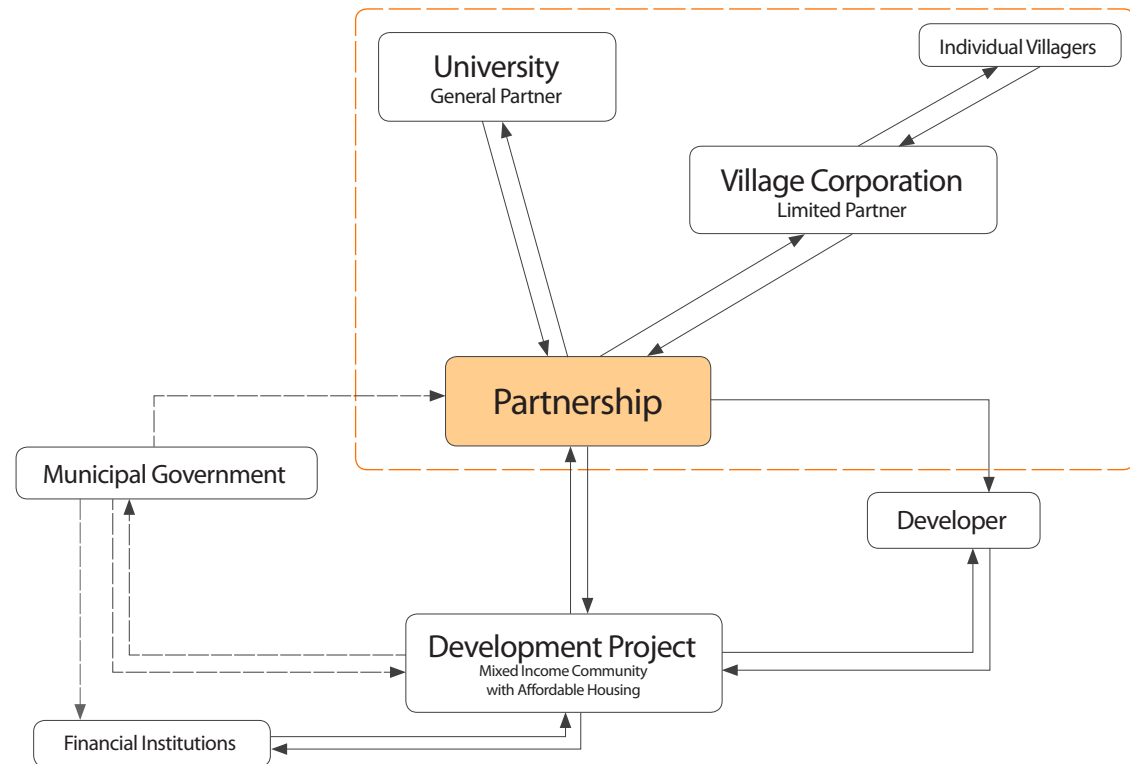 University
General Partner
Individual Villagers
Village Corporation
Limited Partner
Partnership
Municipal Government
Developer
Development Project
Mixed Income Community
with Affordable Housing
Financial Institutions